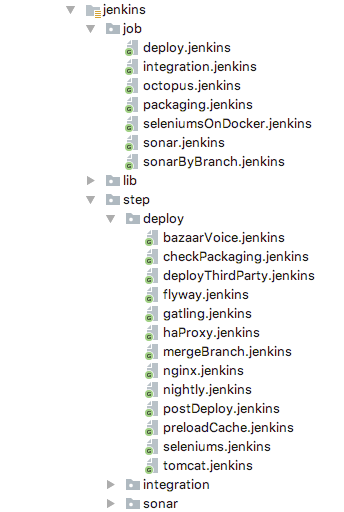 jenkins
job
deploy.jenkins
integration.jenkins
octopus.jenkins
packaging.jenkins
seleniumsOnDocker.jenkins
sonar.jenkins
sonarByBranch.jenkins
lib
step
deploy
bazaarVoice.jenkins
checkPackaging.jenkins
deployThirdParty.jenkins
flyway.jenkins
gatling.jenkins
haProxy.jenkins
mergeBranch.jenkins
nginx.jenkins
nightly.jenkins
postDeploy.jenkins
preloadCache.jenkins
seleniums.jenkins
tomcat.jenkins
integration
sonar